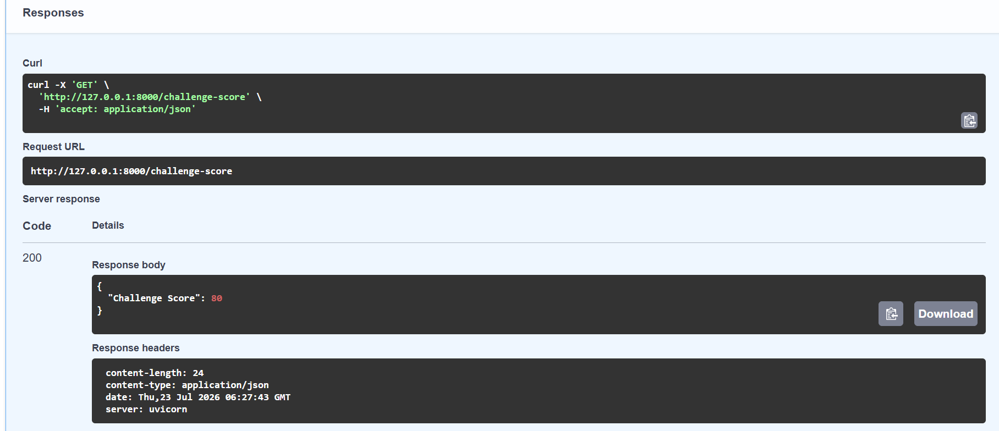 Responses
Curl
curl -X 'GET' \
  'http://127.0.0.1:8000/challenge-score' \
  -H 'accept: application/json'
Request URL
http://127.0.0.1:8000/challenge-score
Server response
Code Details
200
Response body
{
  "Challenge Score": 80
}
Download
Response headers
content-length: 24
content-type: application/json
date: Thu,23 Jul 2026 06:27:43 GMT
server: uvicorn